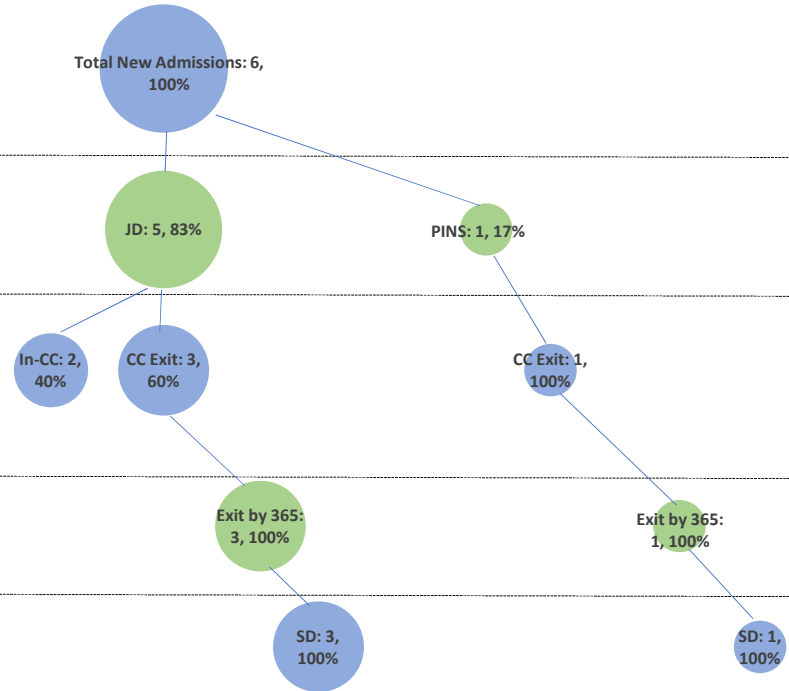 Total New Admissions: 6,
100%
JD: 5, 83%
PINS: 1, 17%
In-CC: 2,
40%
CC Exit: 3,
60%
CC Exit: 1,
100%
Exit by 365:
3, 100%
Exit by 365:
1, 100%
SD: 3,
100%
SD: 1,
100%